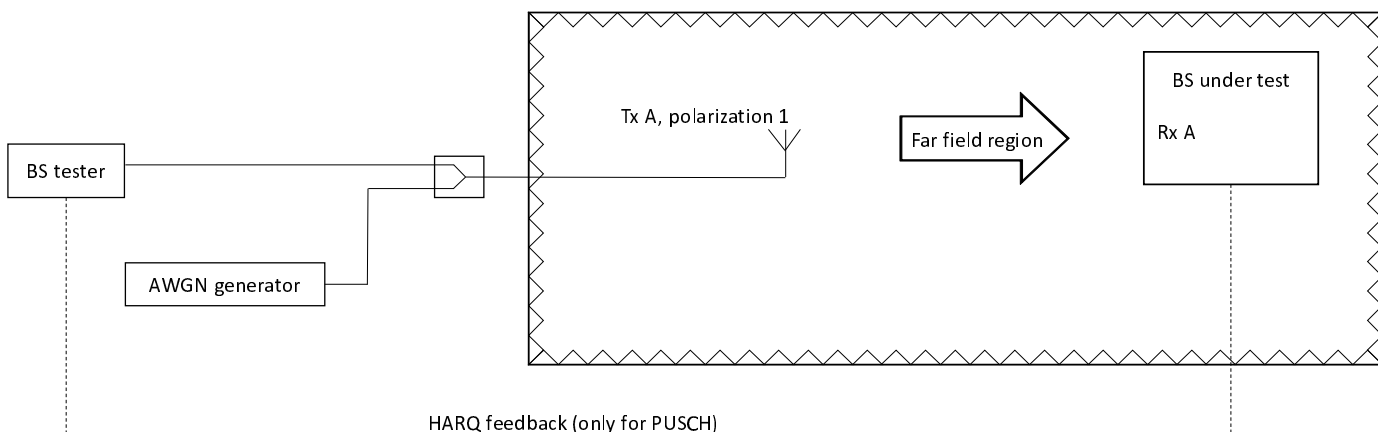 Tx A, polarization 1
Far field region
BS under test
Rx A
BS tester
AWGN generator
HARQ feedback (only for PUSCH)